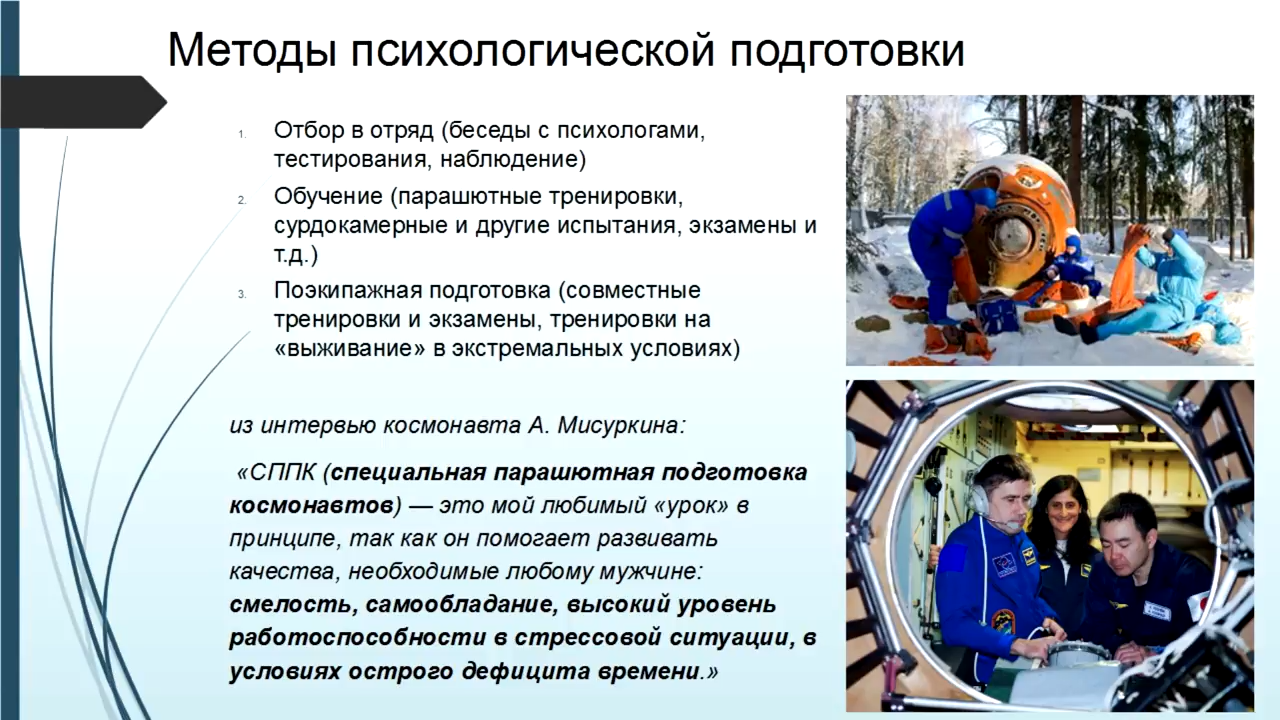 Методы психологической подготовки
1. Отбор в отряд (беседы с психологами,
тестирования, наблюдение)
2. Обучение (парашютные тренировки,
сурдокамерные и другие испытания, экзамены и
т.д.)
3. Поэкипажная подготовка (совместные
тренировки и экзамены, тренировки на
«выживание» в экстремальных условиях)
из интервью космонавта А. Мисуркина:
«СППК (специальная парашютная подготовка
космонавтов) — это мой любимый «урок» в
принципе, так как он помогает развивать
качества, необходимые любому мужчине:
смелость, самообладание, высокий уровень
работоспособности в стрессовой ситуации, в
условиях острого дефицита времени.»